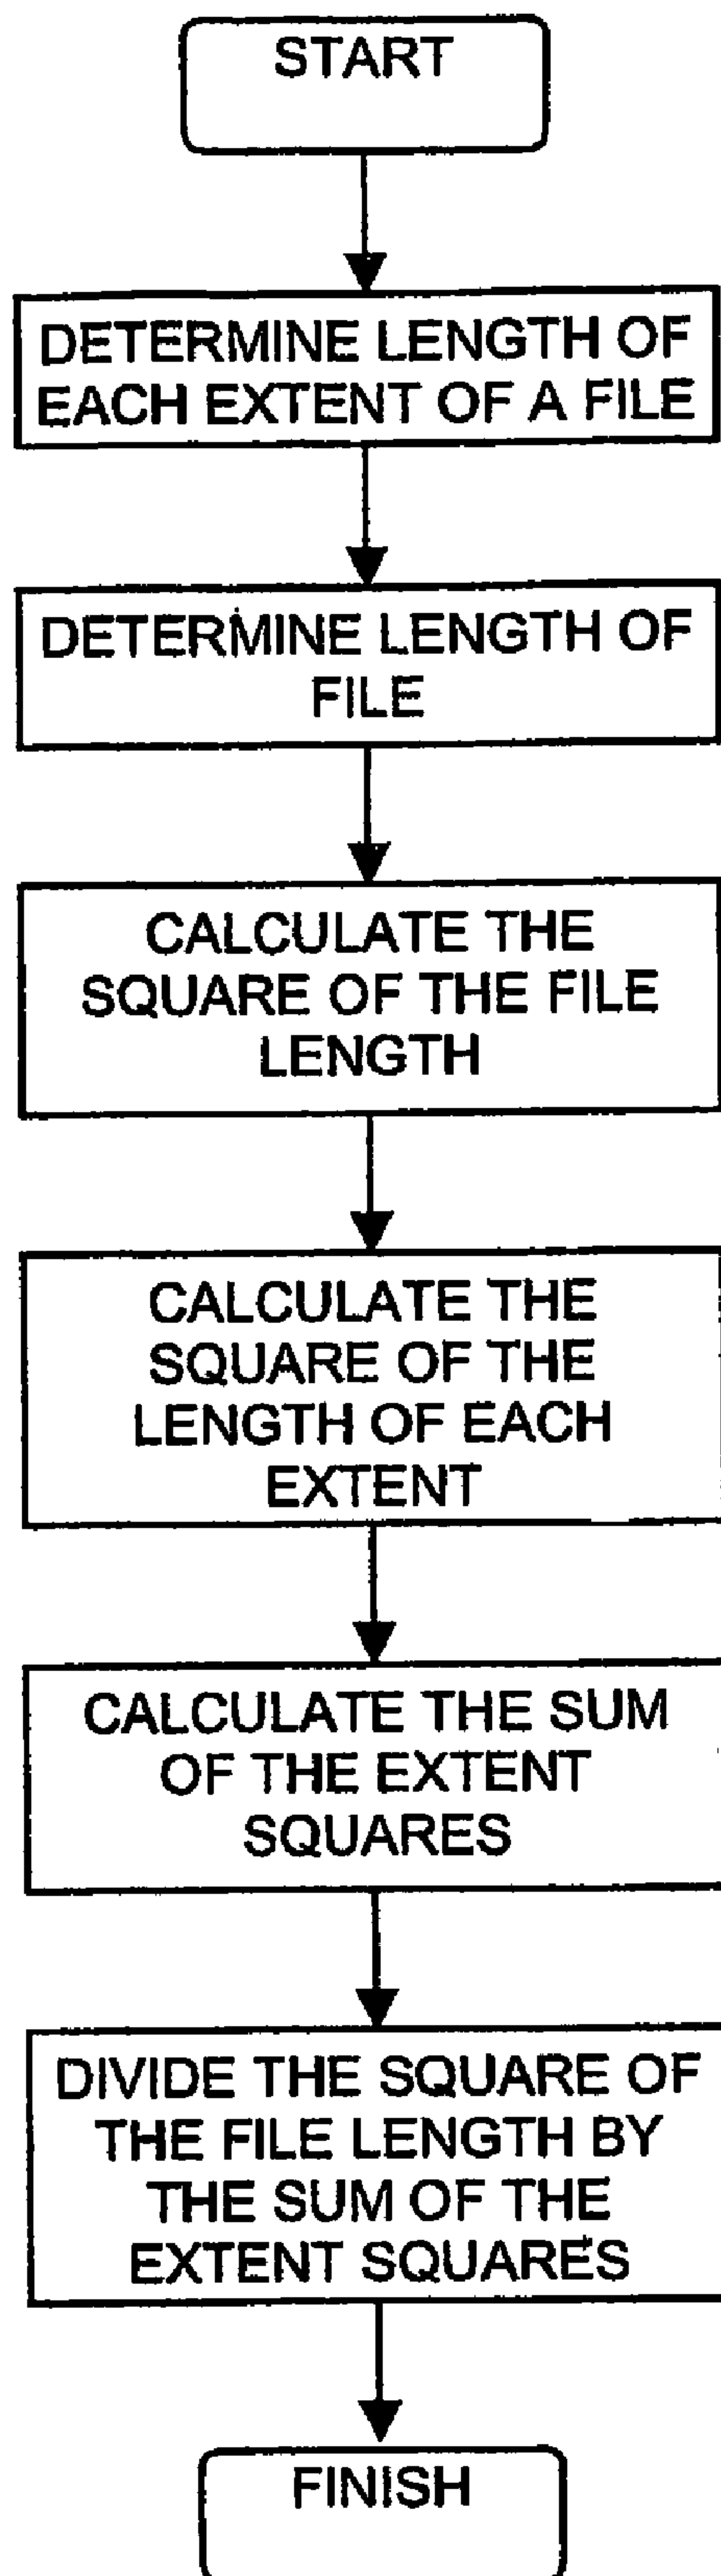 START
DETERMINE LENGTH OF
EACH EXTENT OF A FILE
DETERMINE LENGTH OF
FILE
CALCULATE THE
SQUARE OF THE FILE
LENGTH
CALCULATE THE
SQUARE OF THE
LENGTH OF EACH
EXTENT
CALCULATE THE SUM
OF THE EXTENT
SQUARES
DIVIDE THE SQUARE OF
THE FILE LENGTH BY
THE SUM OF THE
EXTENT SQUARES
FINISH